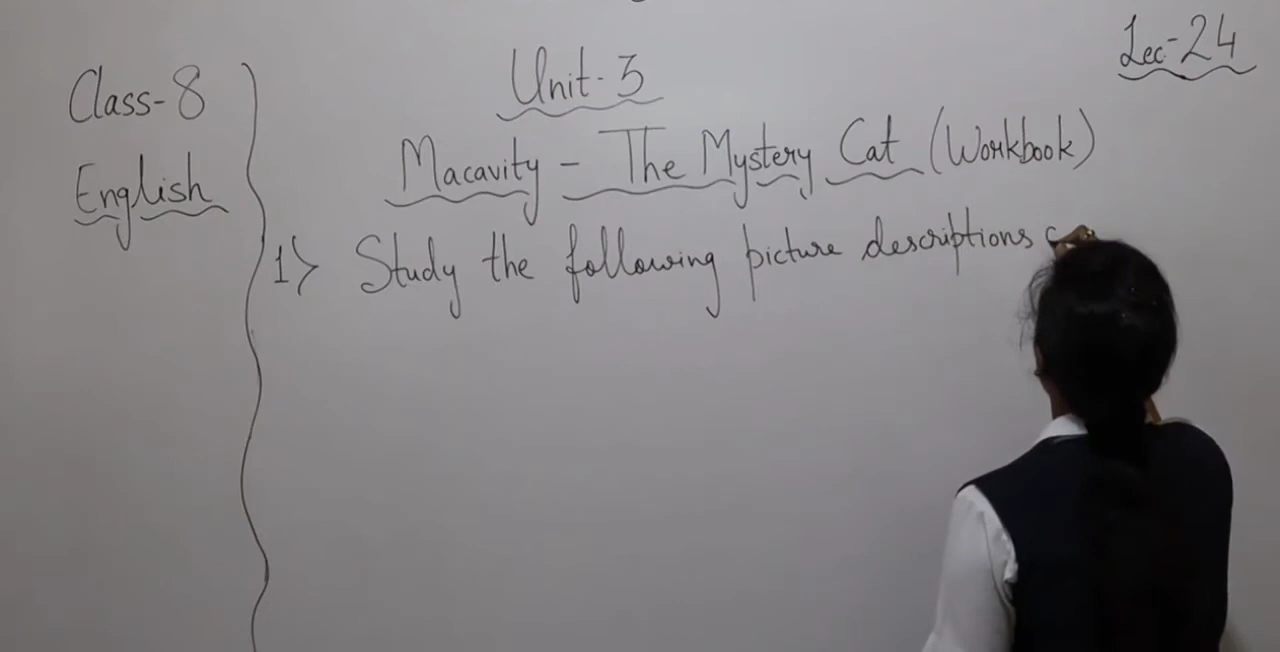 Class-8
English
Unit-3
Lec-24
Macavity - The Mystery Cat (Workbook)
1> Study the following picture descriptions